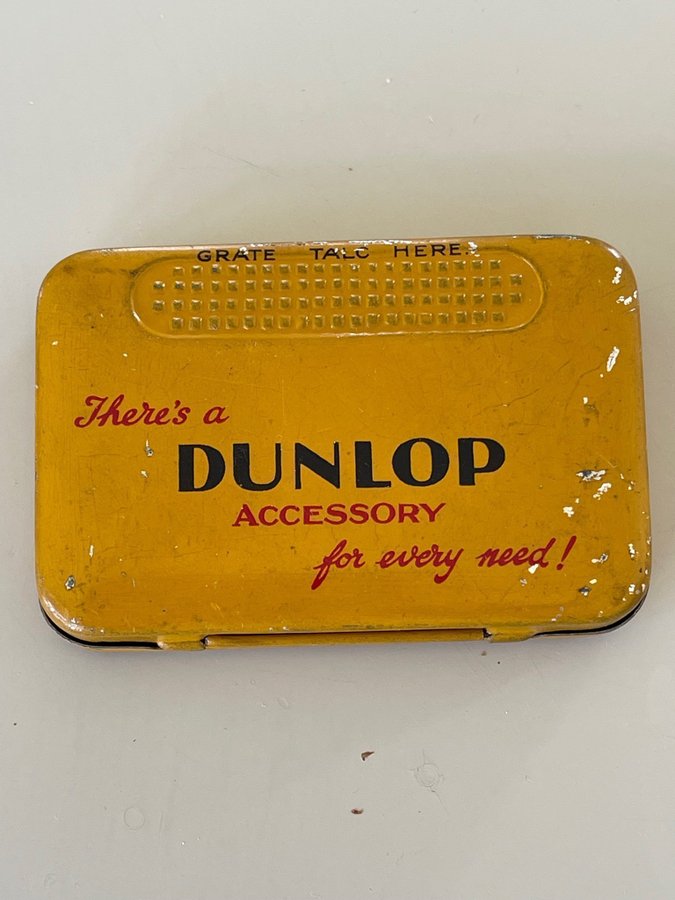 GRATE TALC HERE.
There's a
DUNLOP
ACCESSORY
for every need!